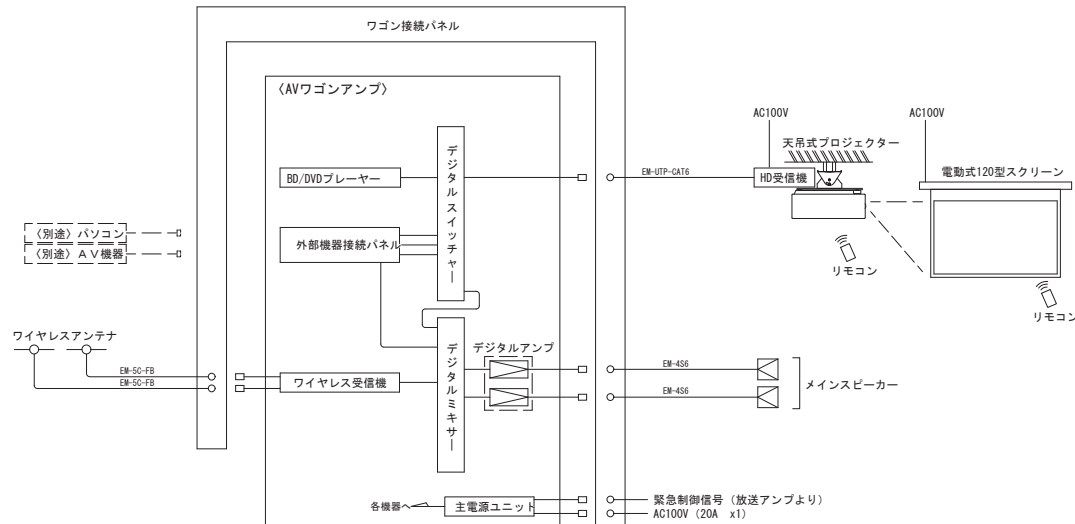 ワゴン接続パネル
〈AVワゴンアンプ〉
AC100V
AC100V
天吊式プロジェクター
電動式120型スクリーン
デジタルスイッチャー
BD/DVDプレーヤー
EM-UTP-CAT6
HD受信機
〈別途〉パソコン
〈別途〉AV機器
外部機器接続パネル
リモコン
リモコン
ワイヤレスアンテナ
デジタルミキサー
デジタルアンプ
EM-5C-FB
EM-5C-FB
ワイヤレス受信機
EM-4S6
EM-4S6
メインスピーカー
各機器へ
主電源ユニット
緊急制御信号（放送アンプより）
AC100V（20A x1）